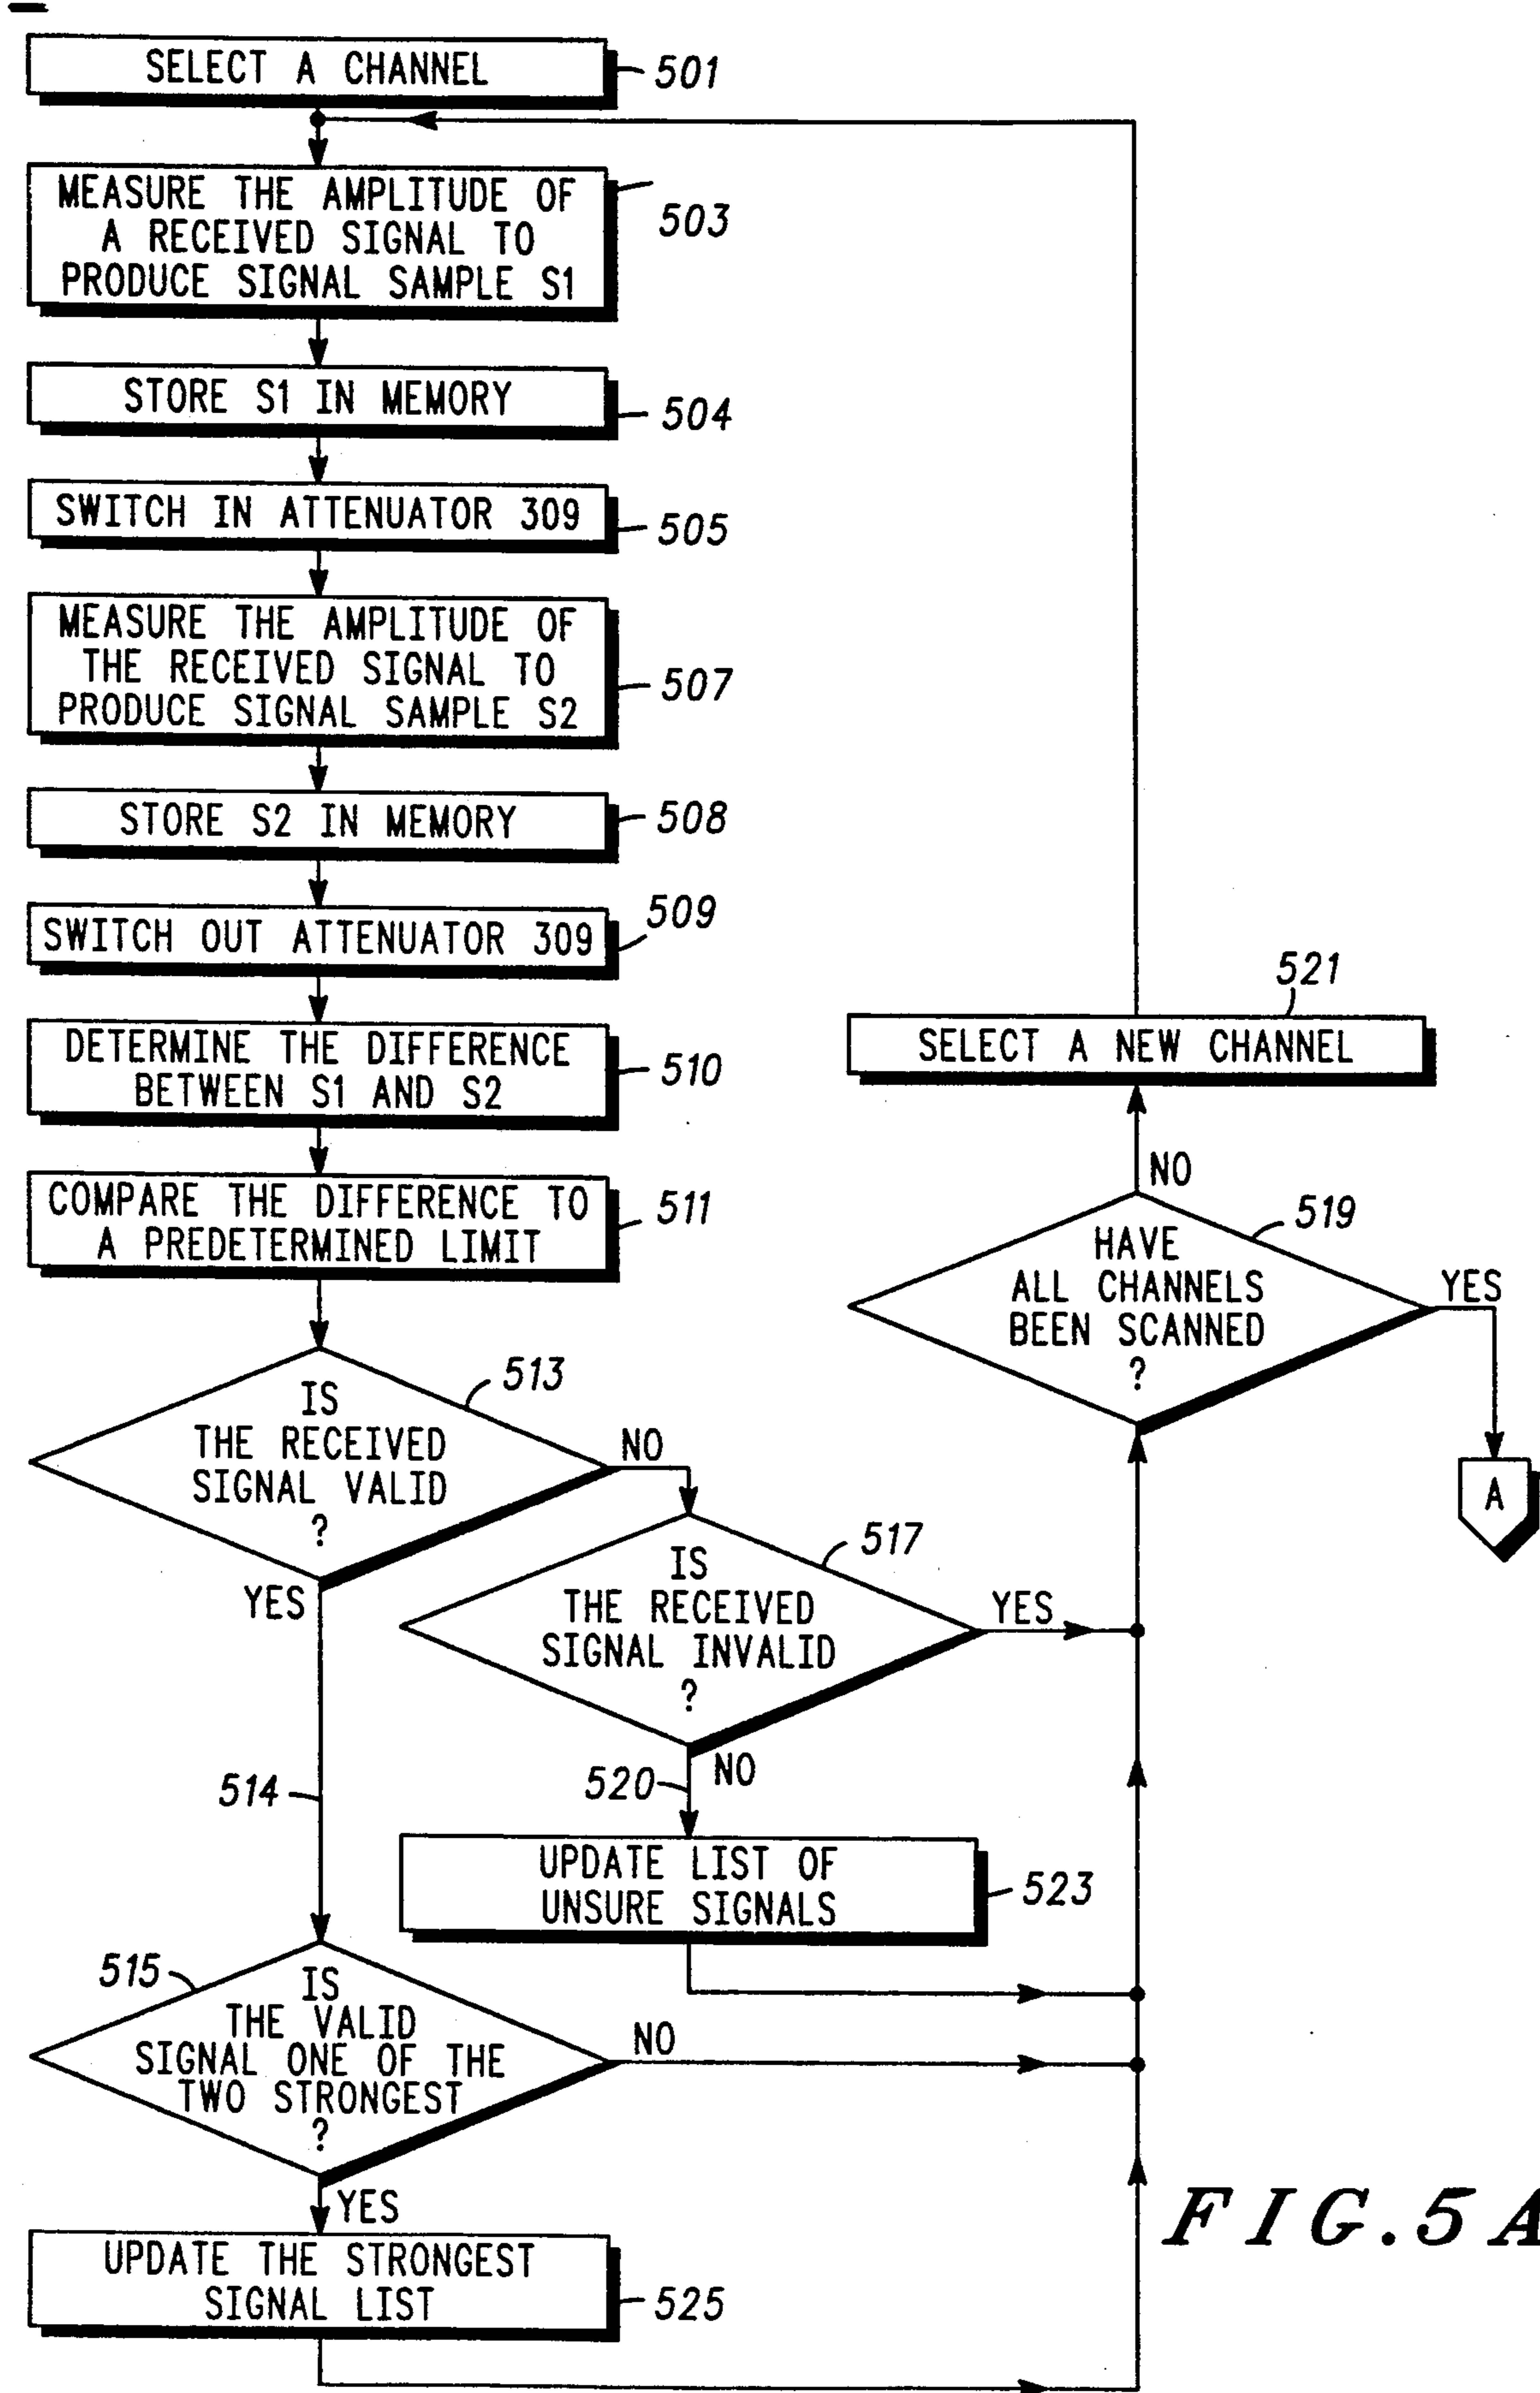 SELECT A CHANNEL
501
MEASURE THE AMPLITUDE OF
A RECEIVED SIGNAL TO
PRODUCE SIGNAL SAMPLE S1
503
STORE S1 IN MEMORY
504
SWITCH IN ATTENUATOR 309
505
MEASURE THE AMPLITUDE OF
THE RECEIVED SIGNAL TO
PRODUCE SIGNAL SAMPLE S2
507
STORE S2 IN MEMORY
508
SWITCH OUT ATTENUATOR 309
509
DETERMINE THE DIFFERENCE
BETWEEN S1 AND S2
510
COMPARE THE DIFFERENCE TO
A PREDETERMINED LIMIT
511
IS
THE RECEIVED
SIGNAL VALID
?
513
NO
YES
514
IS
THE RECEIVED
SIGNAL INVALID
?
517
YES
NO
520
UPDATE LIST OF
UNSURE SIGNALS
523
515
IS
THE VALID
SIGNAL ONE OF THE
TWO STRONGEST
?
NO
YES
UPDATE THE STRONGEST
SIGNAL LIST
525
521
SELECT A NEW CHANNEL
NO
519
HAVE
ALL CHANNELS
BEEN SCANNED
?
YES
A
FIG.5A